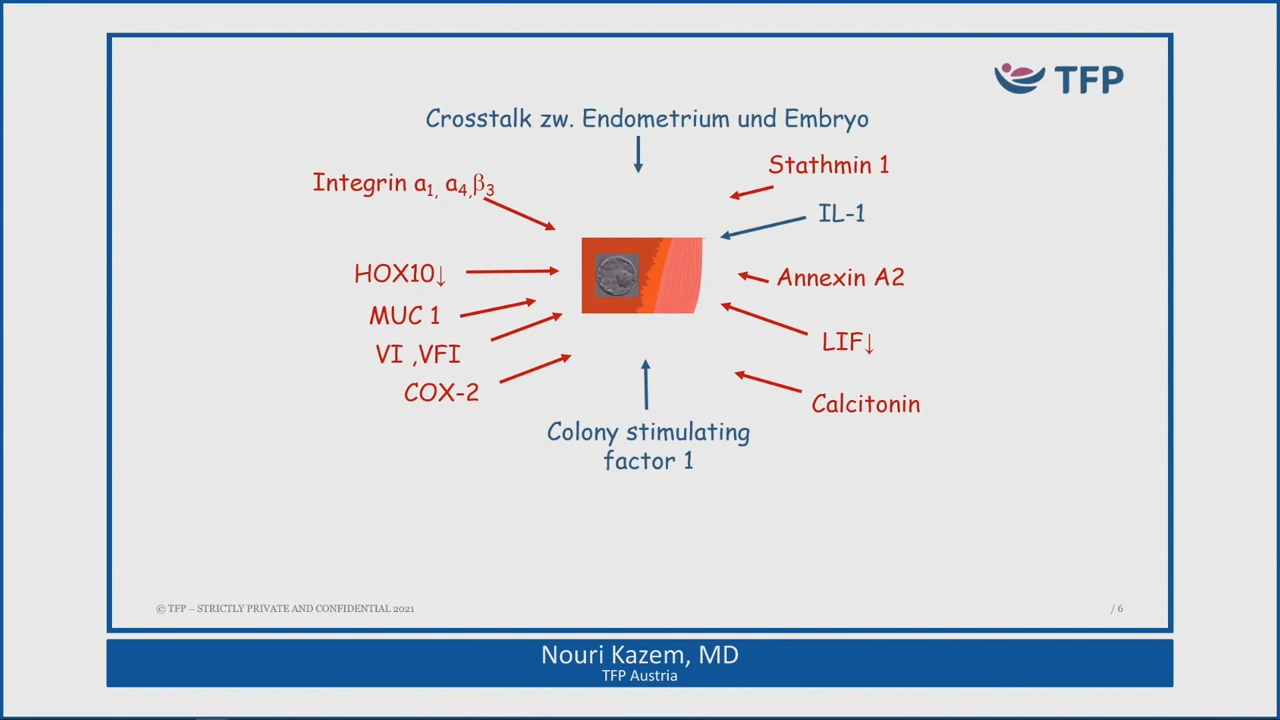 TFP
Crosstalk zw. Endometrium und Embryo
Integrin a1, a4,β3
Stathmin 1
IL-1
HOX10↓
Annexin A2
MUC 1
LIF↓
VI ,VFI
COX-2
Calcitonin
Colony stimulating
factor 1
© TFP – STRICTLY PRIVATE AND CONFIDENTIAL 2021
/ 6
Nouri Kazem, MD
TFP Austria